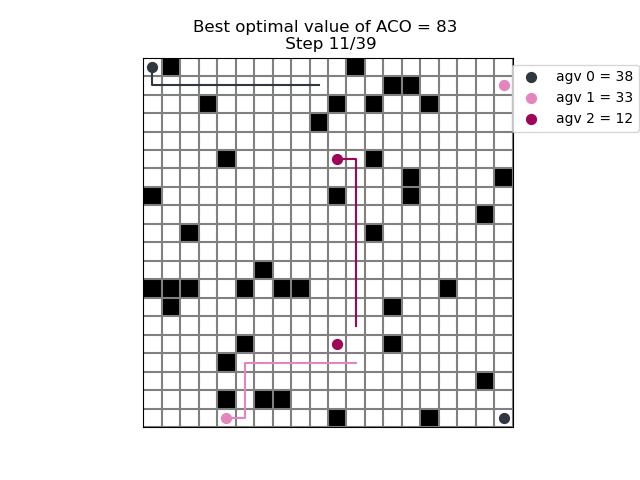 Best optimal value of ACO = 83
Step 11/39
agv 0 = 38
agv 1 = 33
agv 2 = 12